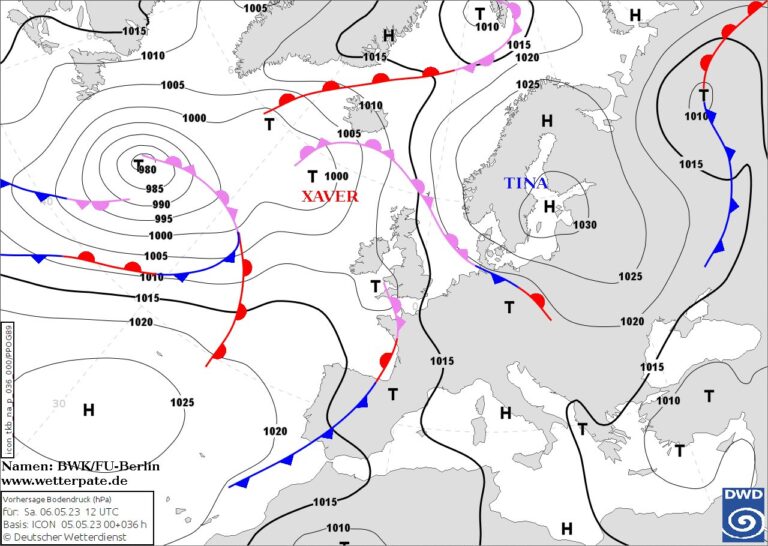 1005
T
1010
H
1015
H
1015
1010
1015
1020
1005
1025
1000
T
1010
1005
T
1010
H
1015
T
980
985
T
1000
XAVER
TINA
H
990
995
1030
1000
1005
1010
1025
1015
T
T
1020
1020
1015
1015
1025
H
30
1010
T
T
H
1020
T
T
Namen: BWK/FU-Berlin
www.wetterpate.de
Vorhersage Bodendruck (hPa)
für: Sa. 06.05.23 12 UTC
Basis: ICON 05.05.23 00+036 h
© Deutscher Wetterdienst
icon.tkb_na_p_036_000/PPOG89
1015
1010
T
H
DWD